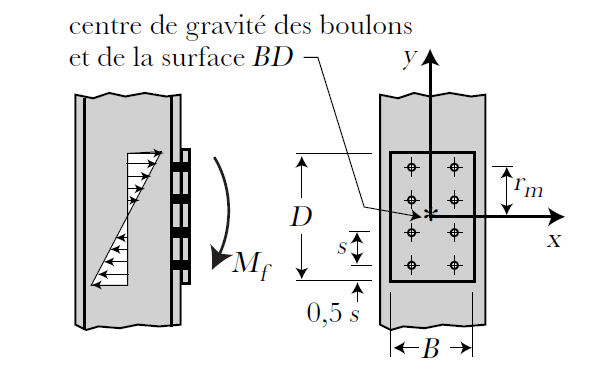 centre de gravité des boulons
et de la surface BD
y
r_m
D
x
s
M_f
0,5 s
B